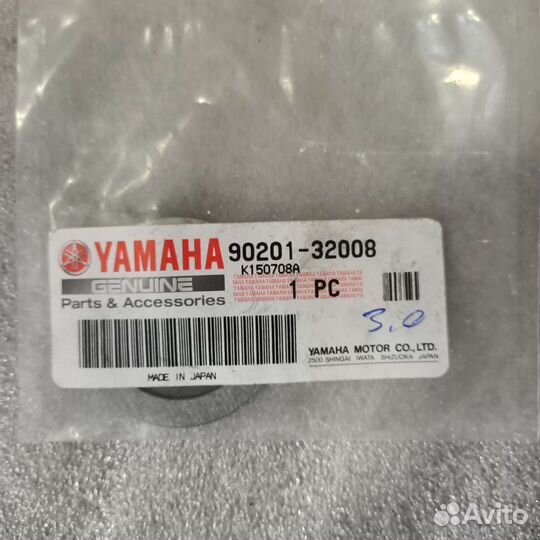 YAMAHA 90201-32008
GENUINE K150708A
Parts & Accessories 1 PC
3.0
YAMAHA MOTOR CO., LTD.
2500 SHINGAI IWATA SHIZUOKA JAPAN
MADE IN JAPAN
Avito